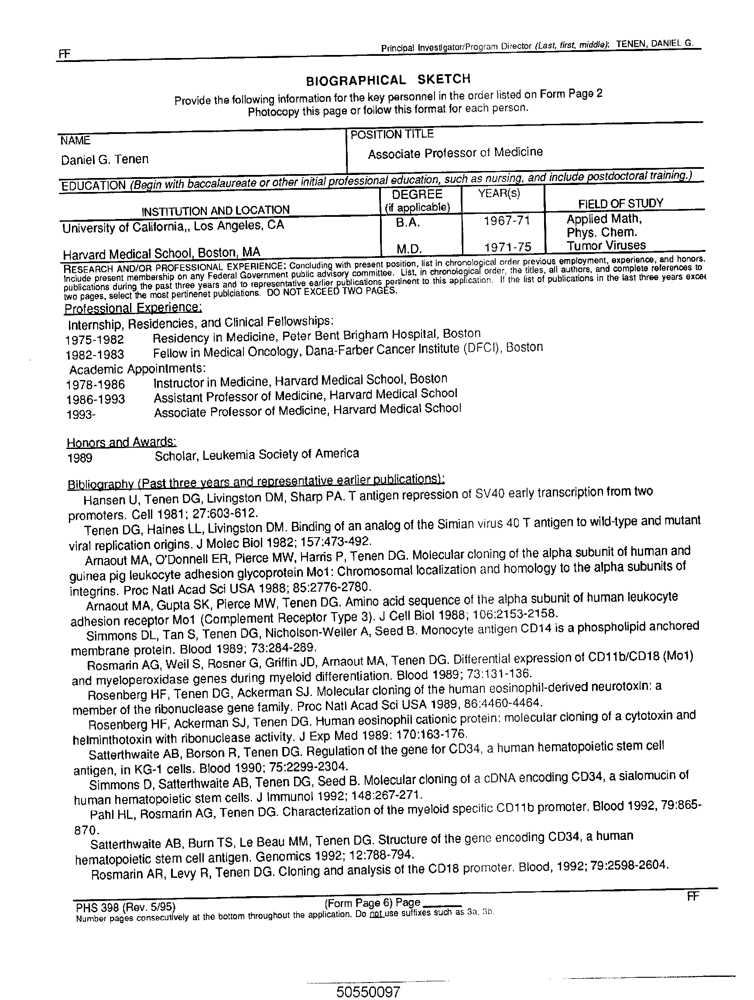 FF
Principal Investigator/Program Director (Last, first, middle): TENEN, DANIEL G.
BIOGRAPHICAL SKETCH
Provide the following information for the key personnel in the order listed on Form Page 2
Photocopy this page or follow this format for each person.
NAME
POSITION TITLE
Daniel G. Tenen
Associate Professor of Medicine
EDUCATION (Begin with baccalaureate or other initial professional education, such as nursing, and include postdoctoral training.)
INSTITUTION AND LOCATION
DEGREE
(if applicable)
YEAR(s)
FIELD OF STUDY
University of California,, Los Angeles, CA
B.A.
1967-71
Applied Math,
Phys. Chem.
Harvard Medical School, Boston, MA
M.D.
1971-75
Tumor Viruses
RESEARCH AND/OR PROFESSIONAL EXPERIENCE: Concluding with present position, list in chronological order previous employment, experience, and honors.
Include present membership on any Federal Government public advisory committee. List, in chronological order, the titles, all authors, and complete references to
publications during the past three years and to representative earlier publications pertinent to this application. If the list of publications in the last three years excee
two pages, select the most pertinenet publciations. DO NOT EXCEED TWO PAGES.
Professional Experience:
Internship, Residencies, and Clinical Fellowships:
1975-1982 Residency in Medicine, Peter Bent Brigham Hospital, Boston
1982-1983 Fellow in Medical Oncology, Dana-Farber Cancer Institute (DFCI), Boston
Academic Appointments:
1978-1986 Instructor in Medicine, Harvard Medical School, Boston
1986-1993 Assistant Professor of Medicine, Harvard Medical School
1993- Associate Professor of Medicine, Harvard Medical School
Honors and Awards:
1989 Scholar, Leukemia Society of America
Bibliography (Past three years and representative earlier publications):
Hansen U, Tenen DG, Livingston DM, Sharp PA. T antigen repression of SV40 early transcription from two
promoters. Cell 1981; 27:603-612.
Tenen DG, Haines LL, Livingston DM. Binding of an analog of the Simian virus 40 T antigen to wild-type and mutant
viral replication origins. J Molec Biol 1982; 157:473-492.
Arnaout MA, O'Donnell ER, Pierce MW, Harris P, Tenen DG. Molecular cloning of the alpha subunit of human and
guinea pig leukocyte adhesion glycoprotein Mo1: Chromosomal localization and homology to the alpha subunits of
integrins. Proc Natl Acad Sci USA 1988; 85:2776-2780.
Arnaout MA, Gupta SK, Pierce MW, Tenen DG. Amino acid sequence of the alpha subunit of human leukocyte
adhesion receptor Mo1 (Complement Receptor Type 3). J Cell Biol 1988; 106:2153-2158.
Simmons DL, Tan S, Tenen DG, Nicholson-Weller A, Seed B. Monocyte antigen CD14 is a phospholipid anchored
membrane protein. Blood 1989; 73:284-289.
Rosmarin AG, Weil S, Rosner G, Griffin JD, Arnaout MA, Tenen DG. Differential expression of CD11b/CD18 (Mo1)
and myeloperoxidase genes during myeloid differentiation. Blood 1989; 73:131-136.
Rosenberg HF, Tenen DG, Ackerman SJ. Molecular cloning of the human eosinophil-derived neurotoxin: a
member of the ribonuclease gene family. Proc Natl Acad Sci USA 1989, 86:4460-4464.
Rosenberg HF, Ackerman SJ, Tenen DG. Human eosinophil cationic protein: molecular cloning of a cytotoxin and
helminthotoxin with ribonuclease activity. J Exp Med 1989: 170:163-176.
Satterthwaite AB, Borson R, Tenen DG. Regulation of the gene for CD34, a human hematopoietic stem cell
antigen, in KG-1 cells. Blood 1990; 75:2299-2304.
Simmons D, Satterthwaite AB, Tenen DG, Seed B. Molecular cloning of a cDNA encoding CD34, a sialomucin of
human hematopoietic stem cells. J Immunol 1992; 148:267-271.
Pahl HL, Rosmarin AG, Tenen DG. Characterization of the myeloid specific CD11b promoter. Blood 1992, 79:865-
870.
Satterthwaite AB, Burn TS, Le Beau MM, Tenen DG. Structure of the gene encoding CD34, a human
hematopoietic stem cell antigen. Genomics 1992; 12:788-794.
Rosmarin AR, Levy R, Tenen DG. Cloning and analysis of the CD18 promoter. Blood, 1992; 79:2598-2604.
PHS 398 (Rev. 5/95) (Form Page 6) Page
FF
Number pages consecutively at the bottom throughout the application. Do not use suffixes such as 3a, 3b.
50550097